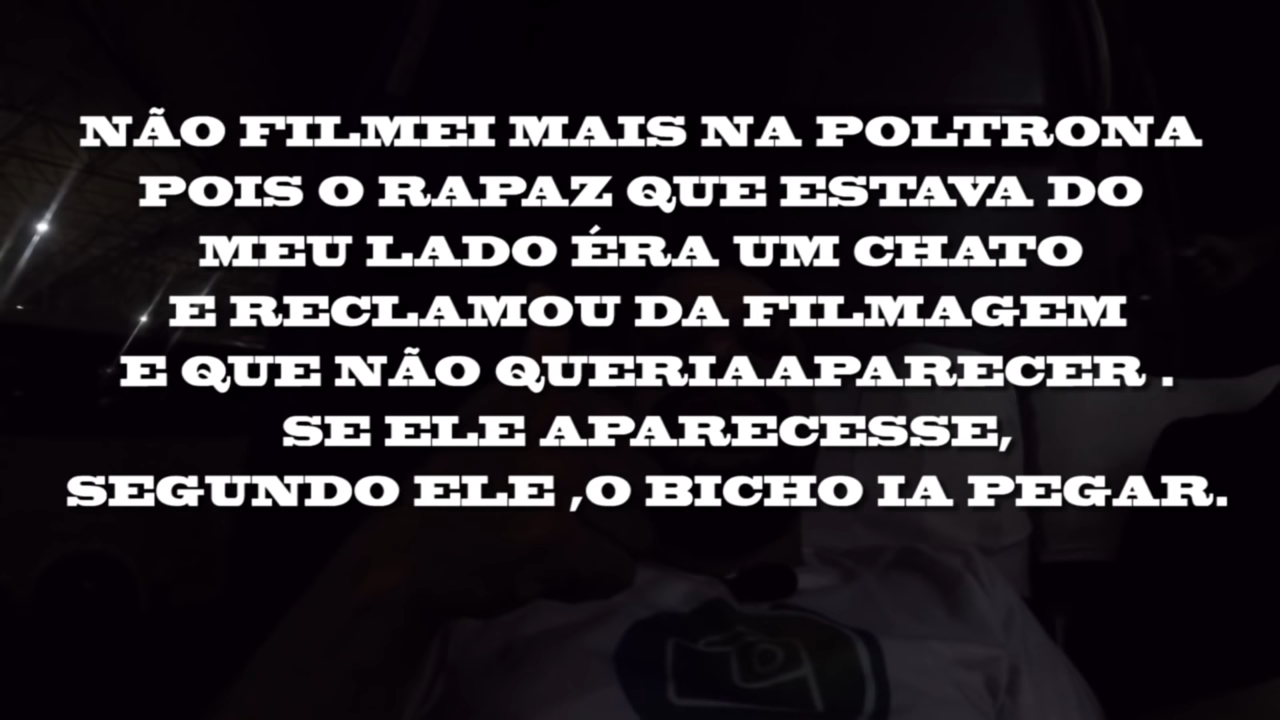 NÃO FILMEI MAIS NA POLTRONA
POIS O RAPAZ QUE ESTAVA DO
MEU LADO ÉRA UM CHATO
E RECLAMOU DA FILMAGEM
E QUE NÃO QUERIAAPARECER .
SE ELE APARECESSE,
SEGUNDO ELE ,O BICHO IA PEGAR.